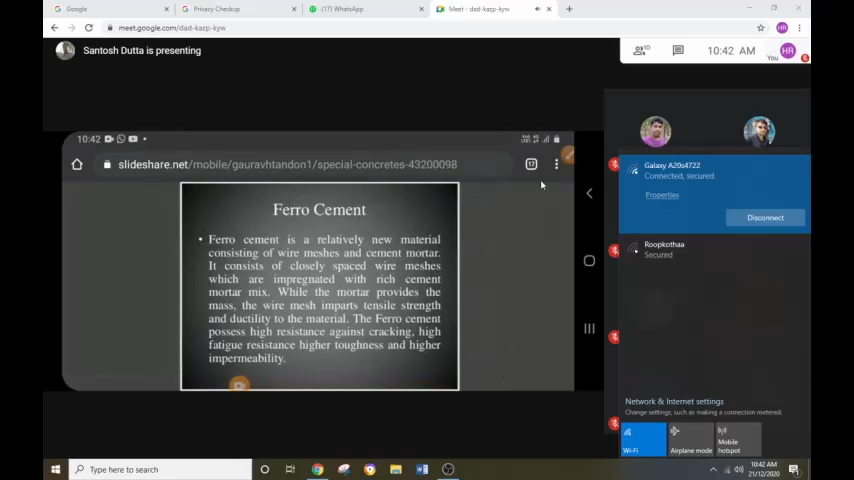 Google
Privacy Checkup
(17) WhatsApp
Meet - dad-kazp-kyw
meet.google.com/dad-kazp-kyw
HR
Santosh Dutta is presenting
10
10:42 AM
You
HR
10:42
slideshare.net/mobile/gauravhtandon1/special-concretes-43200098
17
Ferro Cement
• Ferro cement is a relatively new material
consisting of wire meshes and cement mortar.
It consists of closely spaced wire meshes
which are impregnated with rich cement
mortar mix. While the mortar provides the
mass, the wire mesh imparts tensile strength
and ductility to the material. The Ferro cement
possess high resistance against cracking, high
fatigue resistance higher toughness and higher
impermeability.
Galaxy A20s4722
Connected, secured
Properties
Disconnect
Roopkothaa
Secured
Network & Internet settings
Change settings, such as making a connection metered.
Wi-Fi
Airplane mode
Mobile
hotspot
Type here to search
10:42 AM
21/12/2020